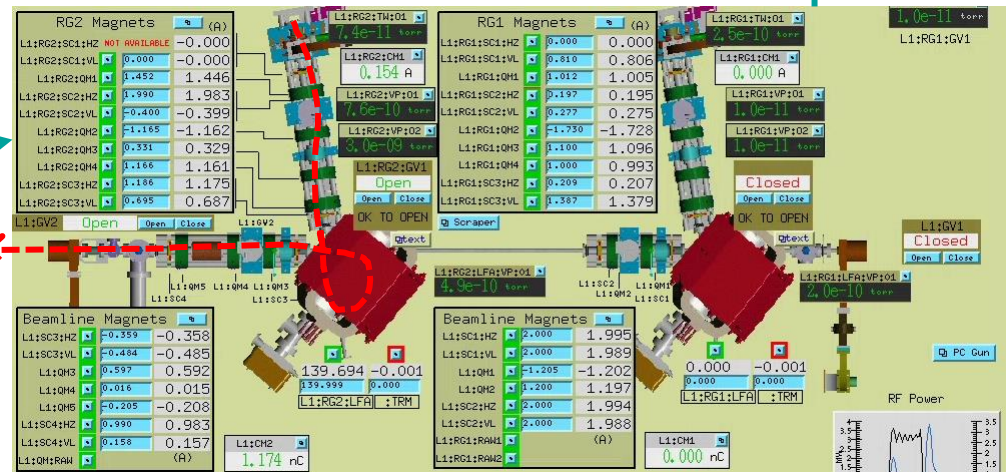 RG2 Magnets (A)
L1:RG2:SC1:HZ NOT AVAILABLE -0.000
L1:RG2:SC1:VL 0.000 -0.000
L1:RG2:QM1 1.452 1.446
L1:RG2:SC2:HZ 1.990 1.983
L1:RG2:SC2:VL -0.400 -0.399
L1:RG2:QM2 -1.165 -1.162
L1:RG2:QM3 0.331 0.329
L1:RG2:QM4 1.166 1.161
L1:RG2:SC3:HZ 1.186 1.175
L1:RG2:SC3:VL 0.695 0.687
L1:RG2:TW:01
7.4e-11 torr
L1:RG2:CH1
0.154 A
L1:RG2:VP:01
7.6e-10 torr
L1:RG2:VP:02
3.0e-09 torr
L1:RG2:GV1
Open
Open Close
OK TO OPEN
text
RG1 Magnets (A)
L1:RG1:SC1:HZ 0.000 0.000
L1:RG1:SC1:VL 0.810 0.806
L1:RG1:QM1 1.012 1.005
L1:RG1:SC2:HZ 0.197 0.195
L1:RG1:SC2:VL 0.277 0.275
L1:RG1:QM2 -1.730 -1.728
L1:RG1:QM3 1.100 1.096
L1:RG1:QM4 1.000 0.993
L1:RG1:SC3:HZ 0.209 0.207
L1:RG1:SC3:VL 1.387 1.379
L1:RG1:TW:01
2.5e-10 torr
L1:RG1:CH1
0.000 A
L1:RG1:VP:01
1.0e-11 torr
L1:RG1:VP:02
1.0e-11 torr
Closed
Open Close
OK TO OPEN
text
1.0e-11 torr
L1:RG1:GV1
L1:GV2 Open Open Close
L1:GV2
Scraper
L1:GV1
Closed
Open Close
L1:QM5 L1:QM4 L1:QM3
L1:SC4 L1:SC3
L1:RG2:LFA:VP:01
4.9e-10 torr
L1:SC2 L1:QM1
L1:QM2 L1:SC1
L1:RG1:LFA:VP:01
2.0e-10 torr
Beamline Magnets
L1:SC3:HZ -0.359 -0.358
L1:SC3:VL -0.484 -0.485
L1:QM3 0.597 0.592
L1:QM4 0.016 0.015
L1:QM5 -0.205 -0.208
L1:SC4:HZ 0.990 0.983
L1:SC4:VL 0.158 0.157
L1:QM:RAW (A)
139.694 -0.001
139.999 0.000
L1:RG2:LFA :TRM
L1:CM2
1.174 nC
Beamline Magnets
L1:SC1:HZ 2.000 1.995
L1:SC1:VL 2.000 1.989
L1:QM1 -1.205 -1.202
L1:QM2 1.200 1.197
L1:SC2:HZ 2.000 1.994
L1:SC2:VL 2.000 1.988
L1:RG1:RAW1 (A)
L1:RG1:RAW2
0.000 -0.001
0.000 0.000
L1:RG1:LFA :TRM
L1:CM1
0.000 nC
PC Gun
RF Power
3.5
2.5
1.5
3.5
2.5
2
1.5